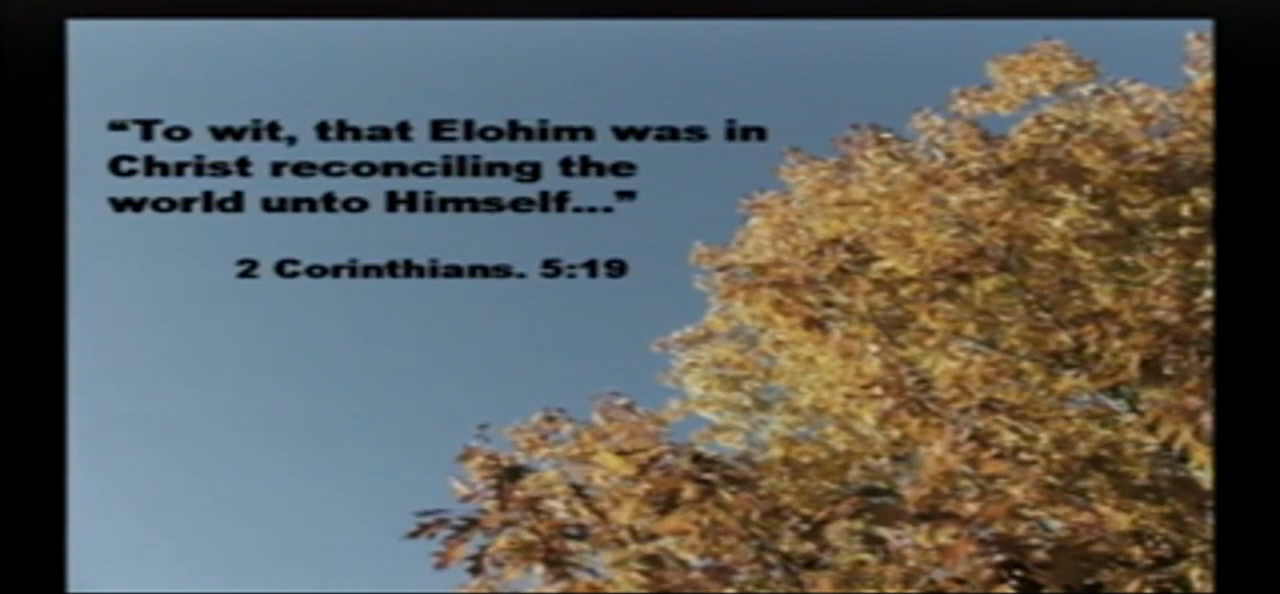 “To wit, that Elohim was in
Christ reconciling the
world unto Himself...”
2 Corinthians. 5:19